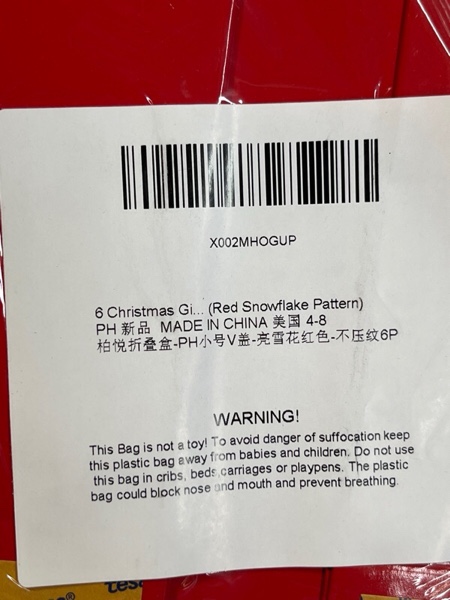 X002MHOGUP
6 Christmas Gi... (Red Snowflake Pattern)
PH 新品 MADE IN CHINA 美国 4-8
柏悦折叠盒-PH小号V盖-亮雪花红色-不压纹6P
WARNING!
This Bag is not a toy! To avoid danger of suffocation keep
this plastic bag away from babies and children. Do not use
this bag in cribs, beds,carriages or playpens. The plastic
bag could block nose and mouth and prevent breathing.